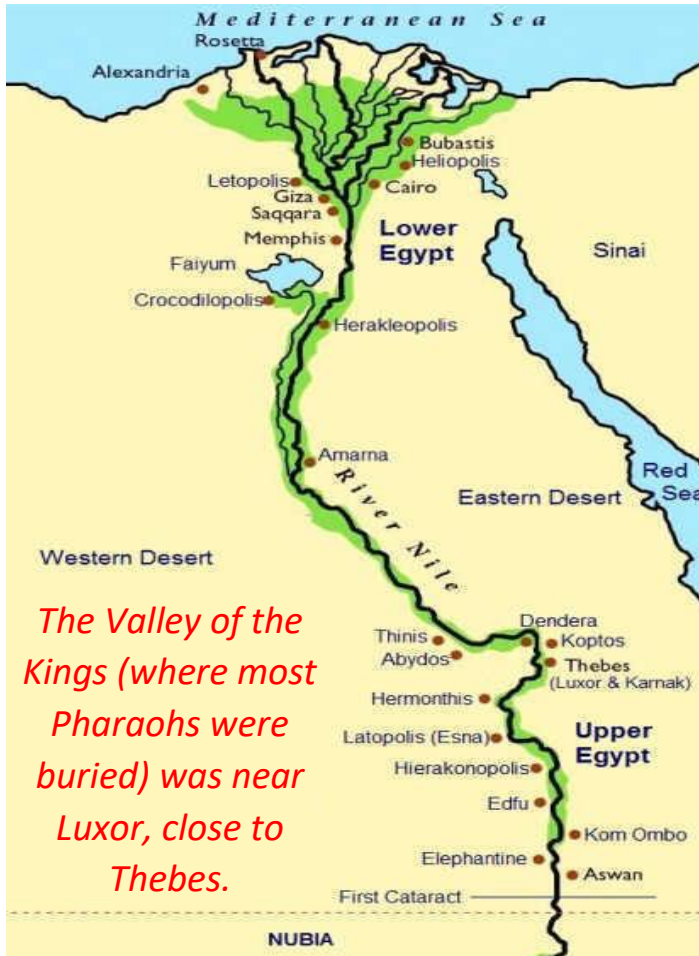 Mediterranean Sea
Rosetta
Alexandria
Bubastis
Heliopolis
Letopolis
Cairo
Giza
Saqqara
Lower
Egypt
Memphis
Sinai
Faiyum
Crocodilopolis
Herakleopolis
Amarna
River Nile
Red
Sea
Eastern Desert
Western Desert
The Valley of the
Kings (where most
Pharaohs were
buried) was near
Luxor, close to
Thebes.
Dendera
Thinis
Koptos
Abydos
Thebes
(Luxor & Karnak)
Hermonthis
Latopolis (Esna)
Upper
Egypt
Hierakonopolis
Edfu
Kom Ombo
Elephantine
Aswan
First Cataract
NUBIA